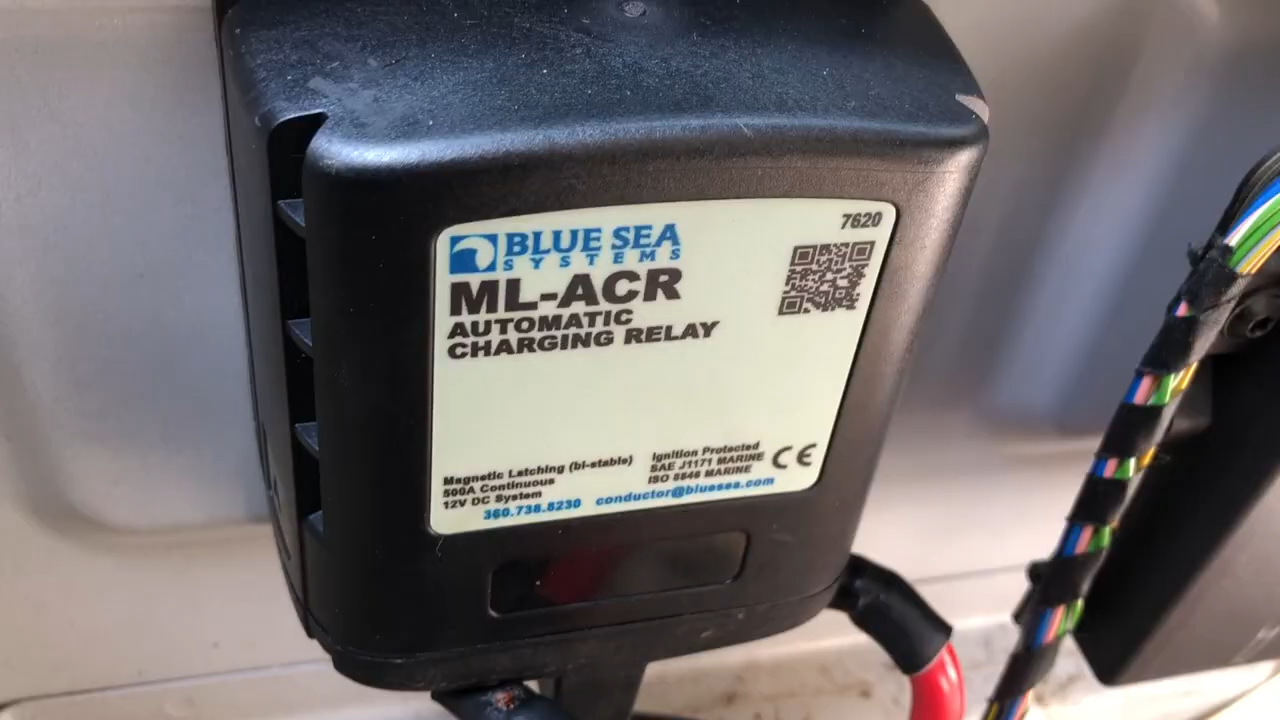 7620
BLUE SEA
SYSTEMS
ML-ACR
AUTOMATIC
CHARGING RELAY
Magnetic Latching (bi-stable)
500A Continuous
12V DC System
Ignition Protected
SAE J1171 MARINE
ISO 8846 MARINE
CE
360.738.8230 conductor@bluesea.com